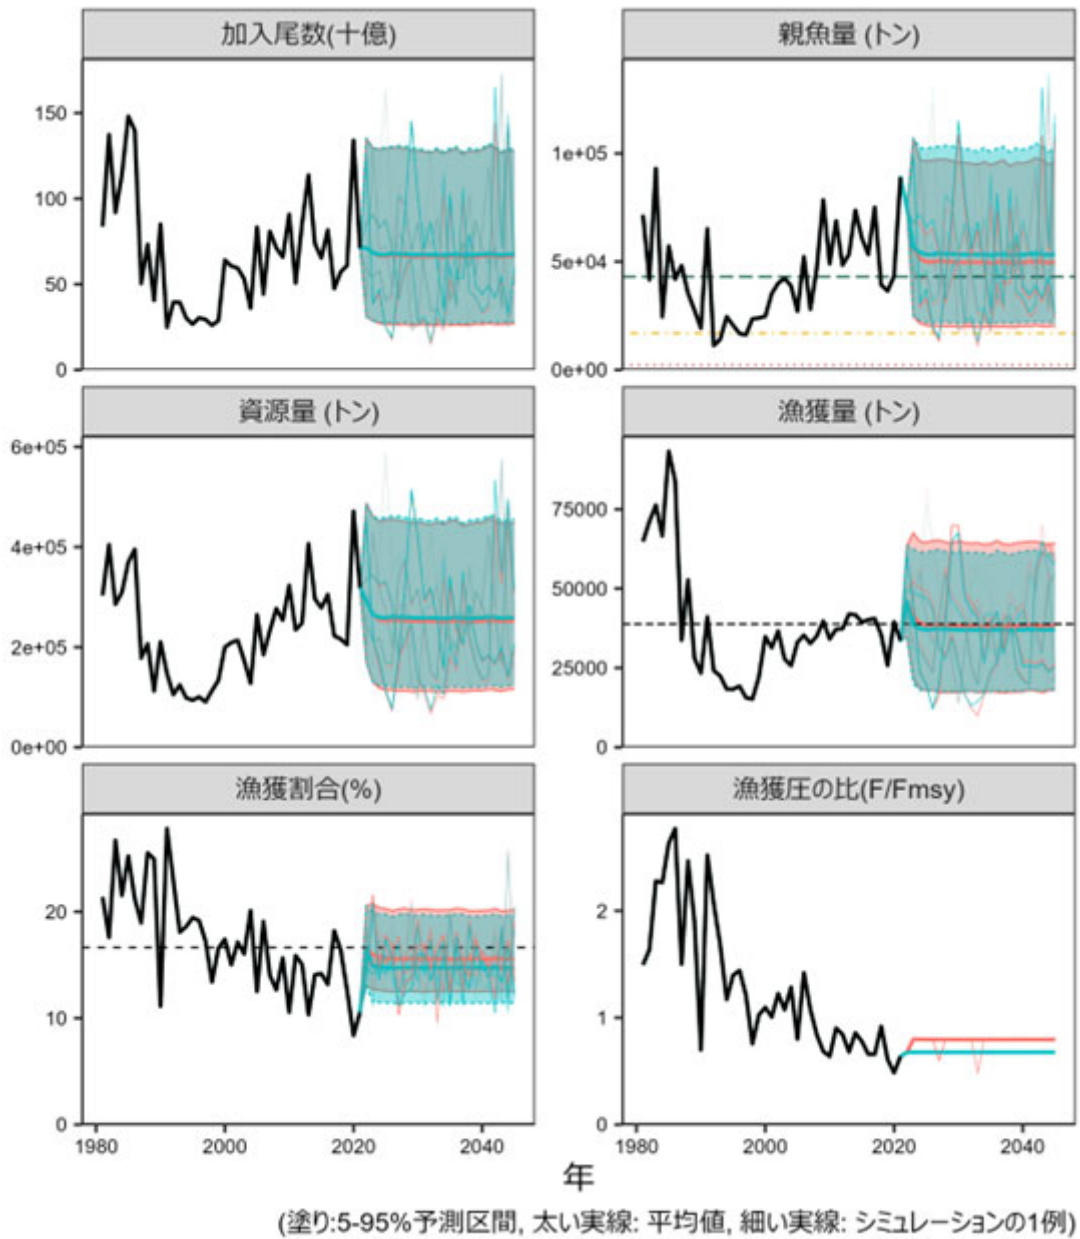 加入尾数(十億)
親魚量 (トン)
150
100
50
0
1e+05
5e+04
0e+00
資源量 (トン)
漁獲量 (トン)
6e+05
4e+05
2e+05
0e+00
75000
50000
25000
0
漁獲割合(%)
漁獲圧の比(F/Fmsy)
20
10
0
2
1
0
1980 2000 2020 2040
1980 2000 2020 2040
年
(塗り:5-95%予測区間, 太い実線: 平均値, 細い実線: シミュレーションの1例)